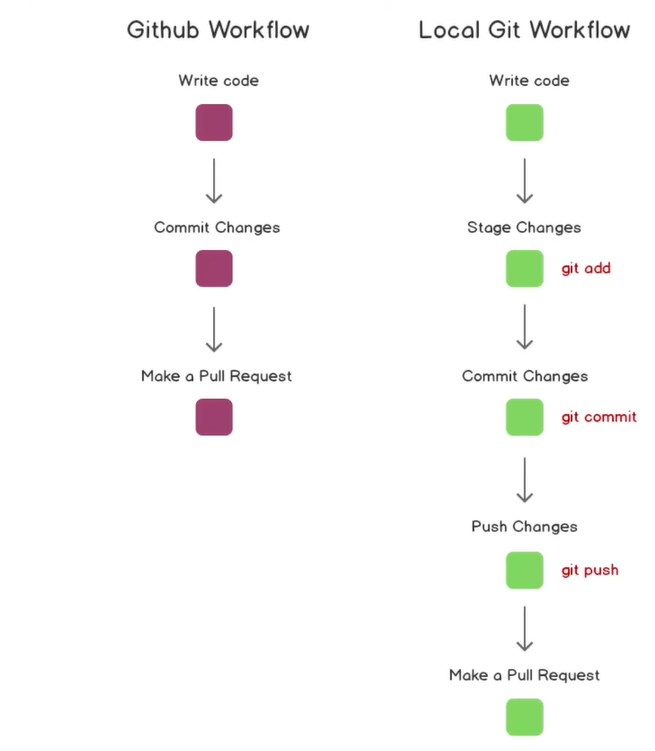 Github Workflow
Write code
Commit Changes
Make a Pull Request
Local Git Workflow
Write code
Stage Changes
git add
Commit Changes
git commit
Push Changes
git push
Make a Pull Request